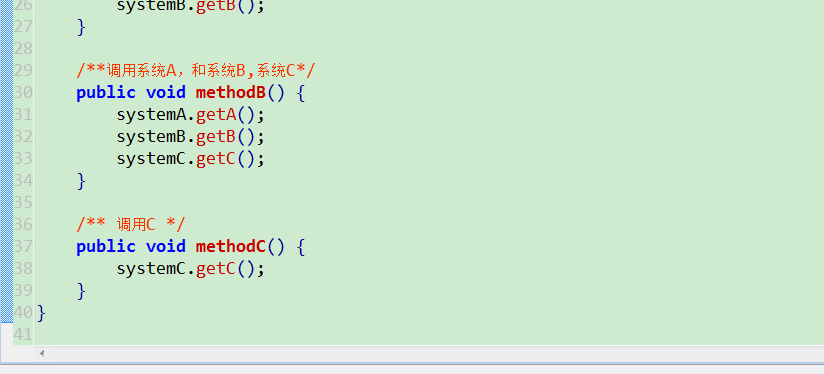 26 systemB.getB();
27 }
28
29 /**调用系统A，和系统B,系统C*/
30 public void methodB() {
31 systemA.getA();
32 systemB.getB();
33 systemC.getC();
34 }
35
36 /** 调用C */
37 public void methodC() {
38 systemC.getC();
39 }
40 }
41